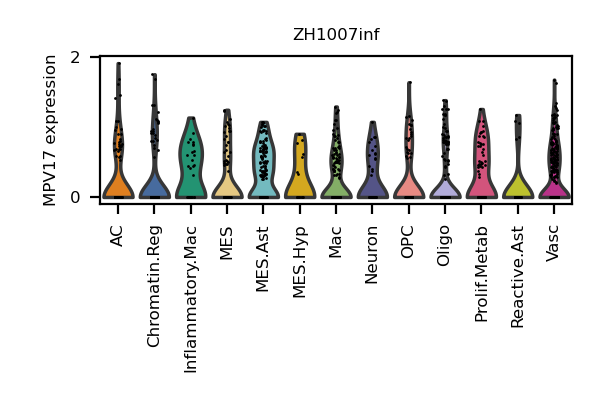 ZH1007inf
MPV17 expression
2
0
AC
Chromatin.Reg
Inflammatory.Mac
MES
MES.Ast
MES.Hyp
Mac
Neuron
OPC
Oligo
Prolif.Metab
Reactive.Ast
Vasc